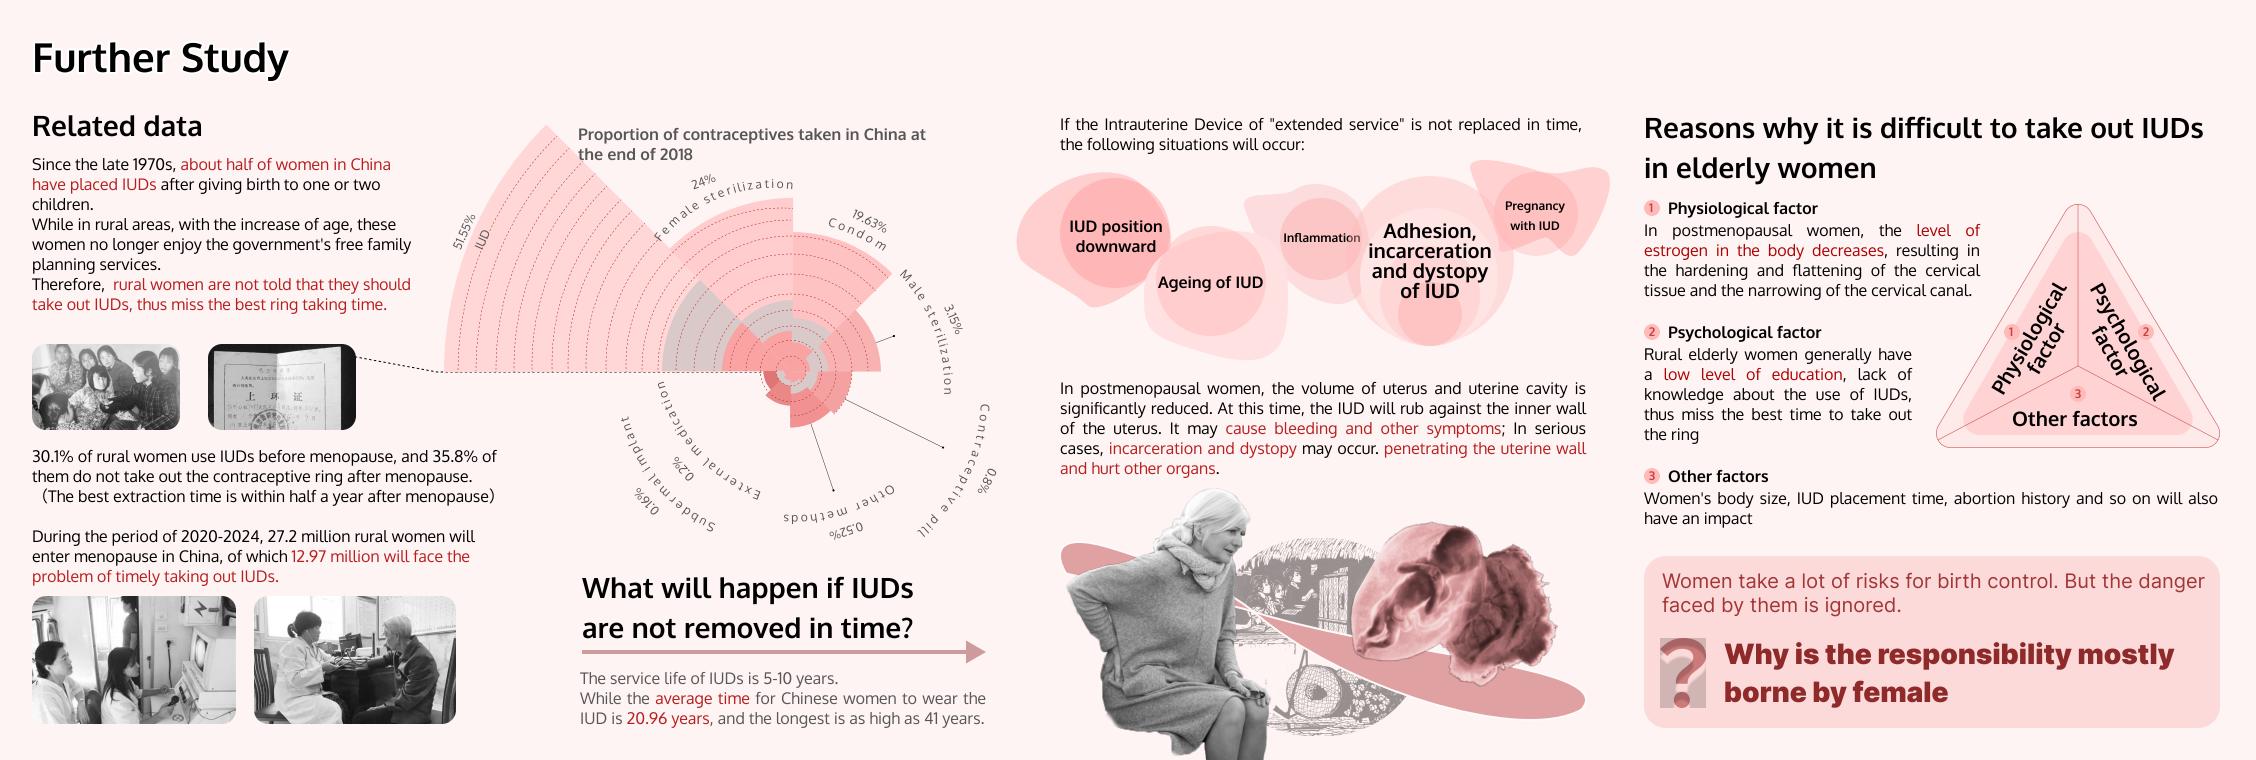 Further Study
Related data
Since the late 1970s, about half of women in China
have placed IUDs after giving birth to one or two
children.
While in rural areas, with the increase of age, these
women no longer enjoy the government's free family
planning services.
Therefore, rural women are not told that they should
take out IUDs, thus miss the best ring taking time.
上 环 证
30.1% of rural women use IUDs before menopause, and 35.8% of
them do not take out the contraceptive ring after menopause.
(The best extraction time is within half a year after menopause)
During the period of 2020-2024, 27.2 million rural women will
enter menopause in China, of which 12.97 million will face the
problem of timely taking out IUDs.
Proportion of contraceptives taken in China at
the end of 2018
51.55%
IUD
24%
Female sterilization
19.63%
Condom
3.15%
Male sterilization
0.8%
Contraceptive pill
Other methods
0.52%
External medication
0.2%
Subdermal implant
0.16%
What will happen if IUDs
are not removed in time?
The service life of IUDs is 5-10 years.
While the average time for Chinese women to wear the
IUD is 20.96 years, and the longest is as high as 41 years.
If the Intrauterine Device of "extended service" is not replaced in time,
the following situations will occur:
IUD position
downward
Ageing of IUD
Inflammation
Adhesion,
incarceration
and dystopy
of IUD
Pregnancy
with IUD
In postmenopausal women, the volume of uterus and uterine cavity is
significantly reduced. At this time, the IUD will rub against the inner wall
of the uterus. It may cause bleeding and other symptoms; In serious
cases, incarceration and dystopy may occur. penetrating the uterine wall
and hurt other organs.
Reasons why it is difficult to take out IUDs
in elderly women
1 Physiological factor
In postmenopausal women, the level of
estrogen in the body decreases, resulting in
the hardening and flattening of the cervical
tissue and the narrowing of the cervical canal.
2 Psychological factor
Rural elderly women generally have
a low level of education, lack of
knowledge about the use of IUDs,
thus miss the best time to take out
the ring
3 Other factors
Women's body size, IUD placement time, abortion history and so on will also
have an impact
1
Physiological
factor
2
Psychological
factor
3
Other factors
Women take a lot of risks for birth control. But the danger
faced by them is ignored.
?
Why is the responsibility mostly
borne by female